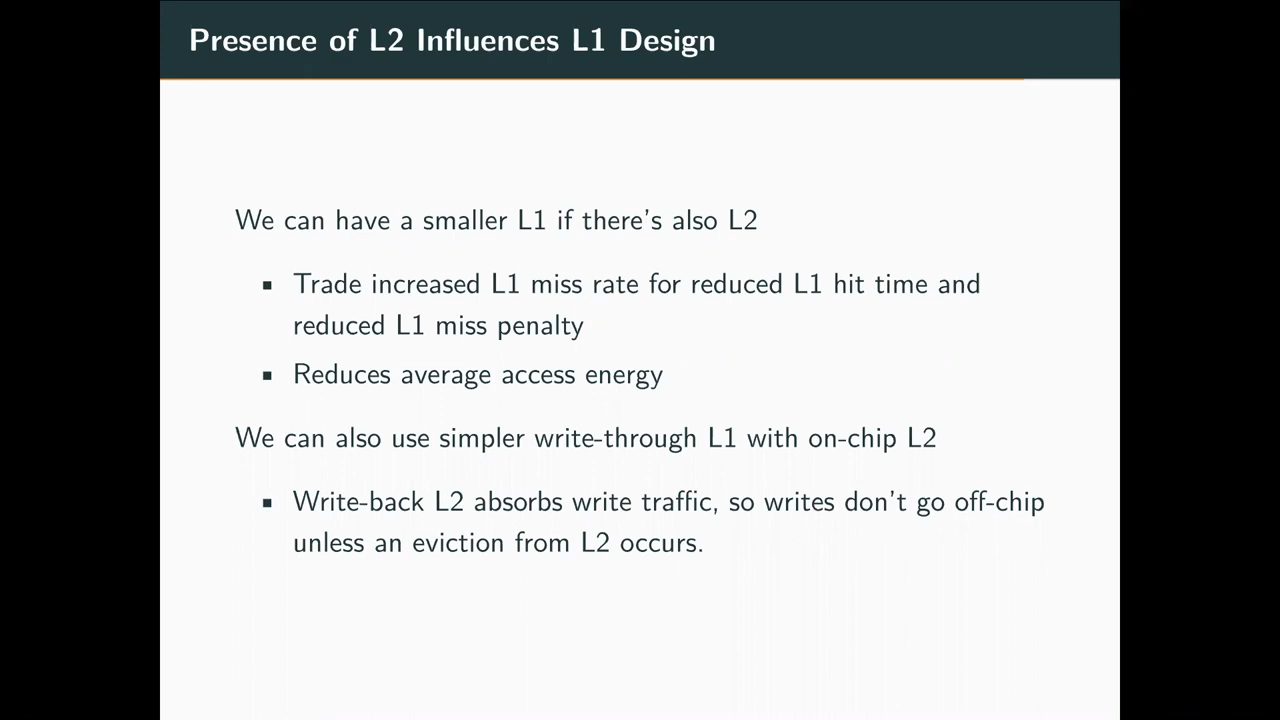 Presence of L2 Influences L1 Design
We can have a smaller L1 if there's also L2
▪ Trade increased L1 miss rate for reduced L1 hit time and
reduced L1 miss penalty
▪ Reduces average access energy
We can also use simpler write-through L1 with on-chip L2
▪ Write-back L2 absorbs write traffic, so writes don't go off-chip
unless an eviction from L2 occurs.